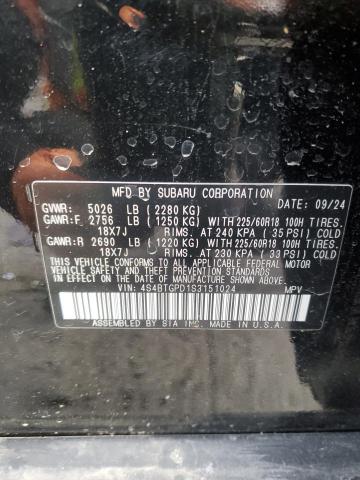 MFD BY SUBARU CORPORATION
DATE: 09/24
GVWR: 5026 LB (2280 KG)
GAWR:F 2756 LB (1250 KG) WITH 225/60R18 100H TIRES.
18X7J RIMS. AT 240 KPA (35 PSI) COLD
GAWR:R 2690 LB (1220 KG) WITH 225/60R18 100H TIRES.
18X7J RIMS. AT 230 KPA (33 PSI) COLD
THIS VEHICLE CONFORMS TO ALL APPLICABLE FEDERAL MOTOR
VEHICLE SAFETY AND THEFT PREVENTION STANDARDS
IN EFFECT ON THE DATE OF MANUFACTURE SHOWN ABOVE.
VIN: 4S4BTGPD1S3151024
MPV
ASSEMBLED BY SIA INC. MADE IN U.S.A.